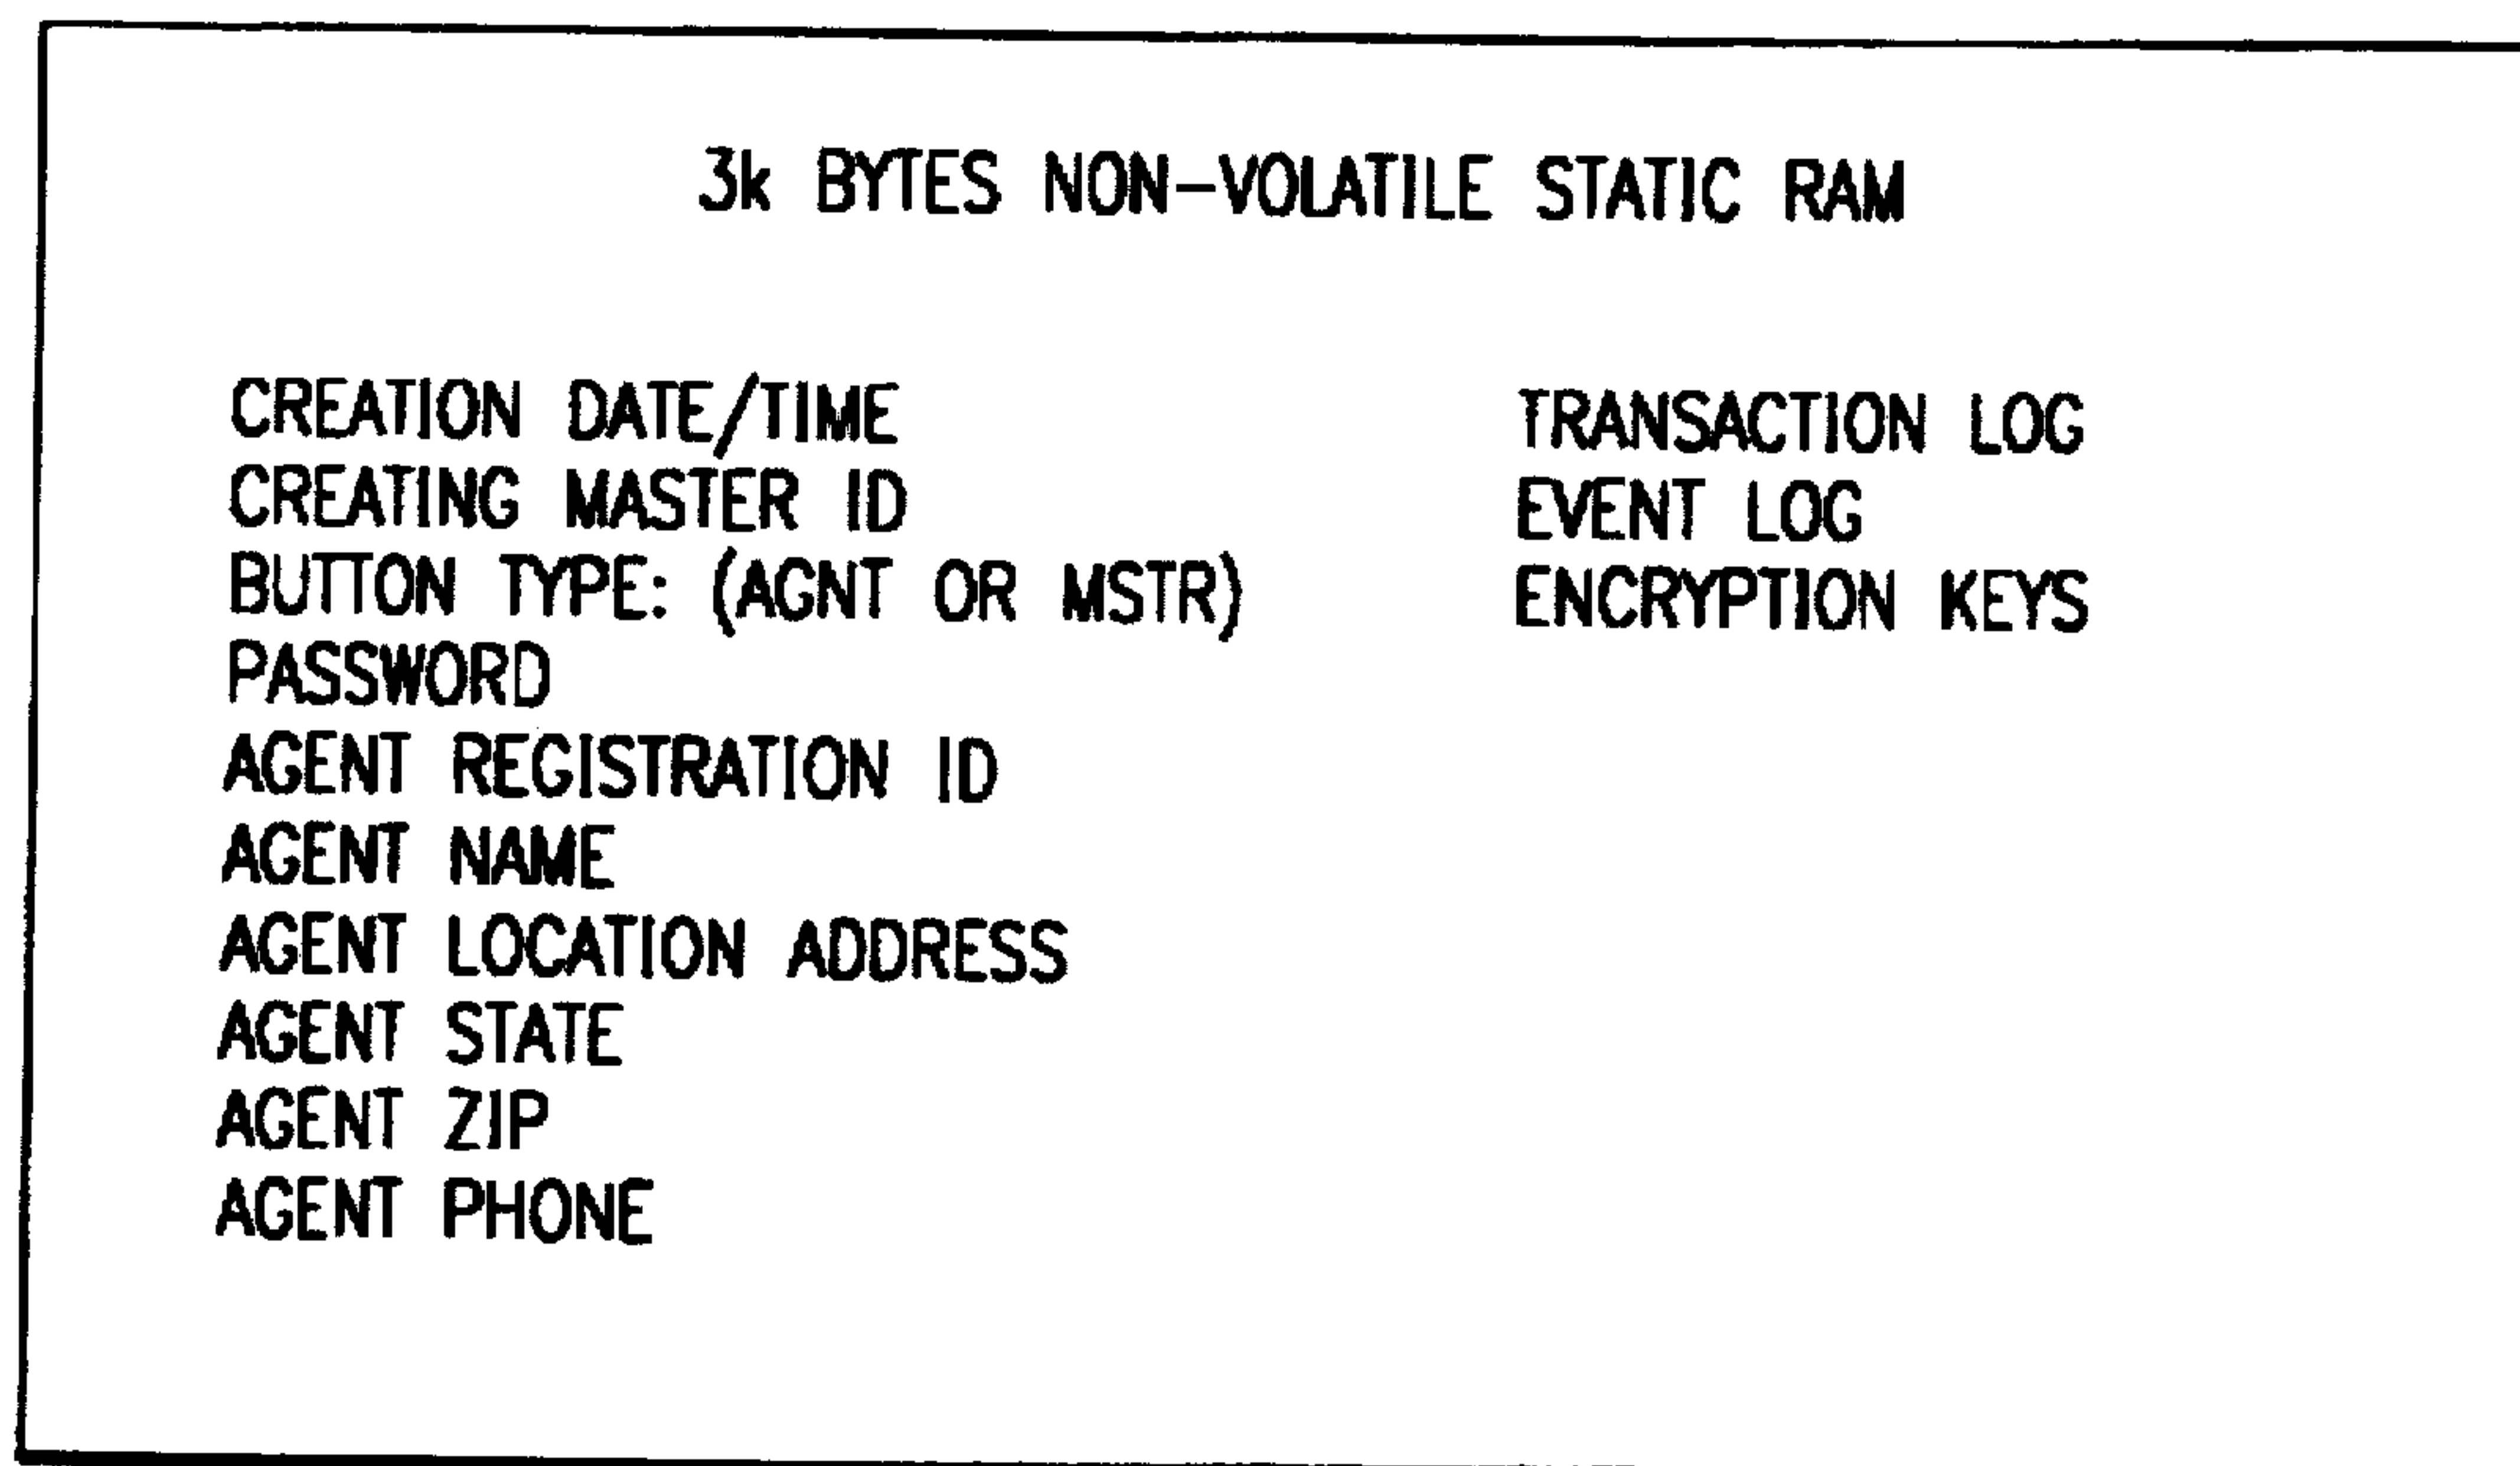 3k BYTES NON-VOLATILE STATIC RAM
CREATION DATE/TIME
CREATING MASTER ID
BUTTON TYPE: (AGNT OR MSTR)
PASSWORD
AGENT REGISTRATION ID
AGENT NAME
AGENT LOCATION ADDRESS
AGENT STATE
AGENT ZIP
AGENT PHONE
TRANSACTION LOG
EVENT LOG
ENCRYPTION KEYS